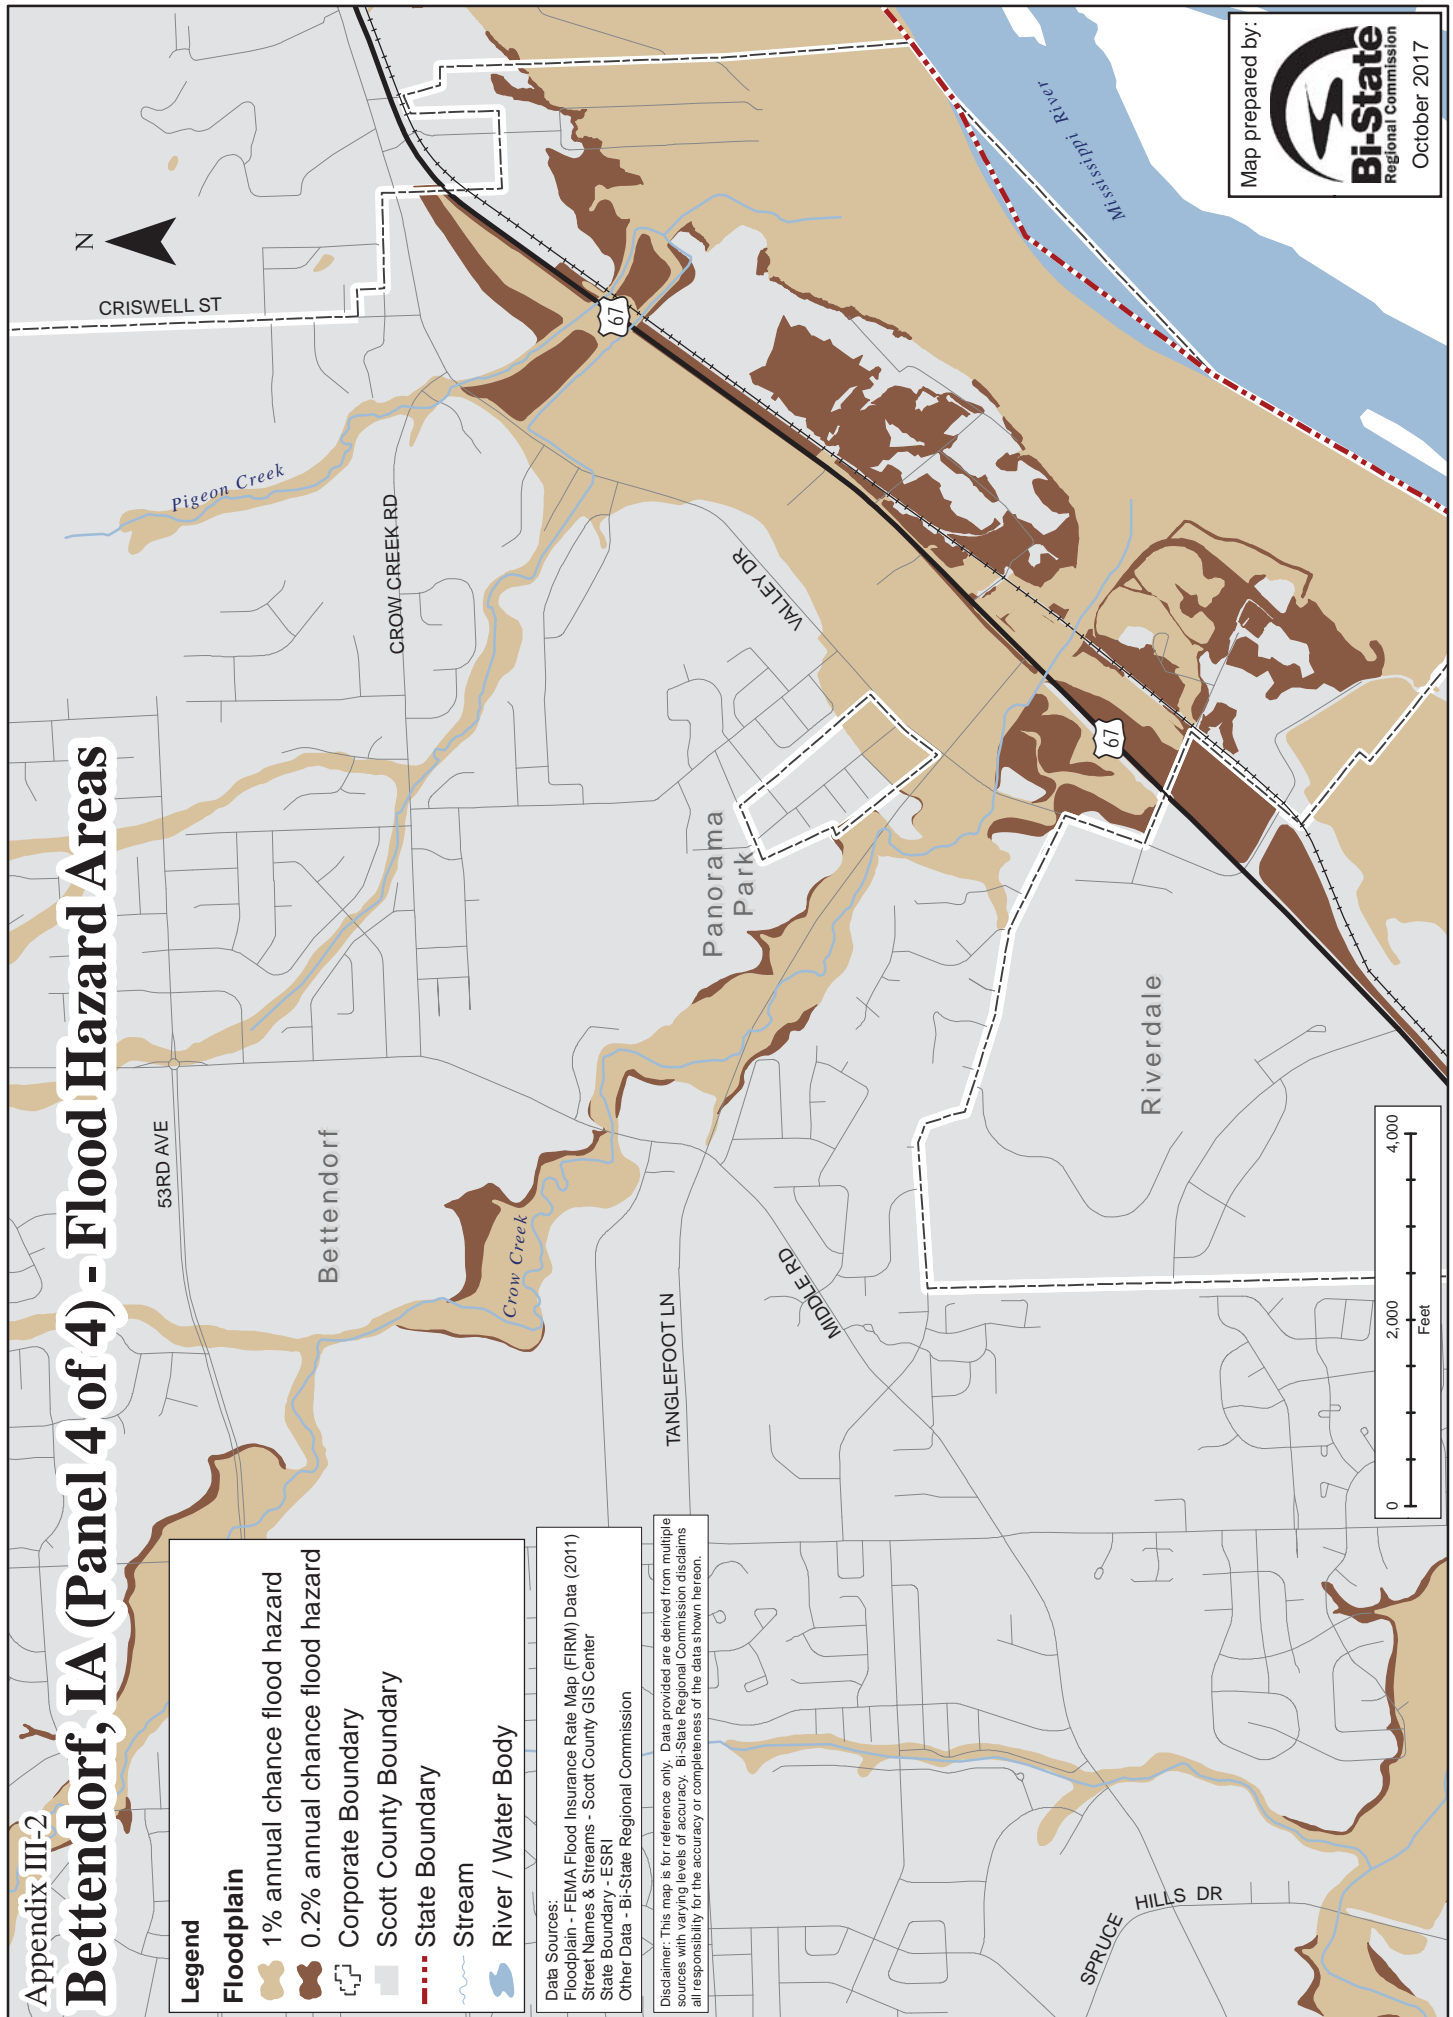 Appendix III-2
Bettendorf, IA (Panel 4 of 4) - Flood Hazard Areas
N
CRISWELL ST
Pigeon Creek
CROW CREEK RD
53RD AVE
Bettendorf
Crow Creek
VALLEY DR
Panorama
Park
TANGLEFOOT LN
MIDDLE RD
67
67
Riverdale
Mississippi River
SPRUCE
HILLS DR
Legend
Floodplain
1% annual chance flood hazard
0.2% annual chance flood hazard
Corporate Boundary
Scott County Boundary
State Boundary
Stream
River / Water Body
Data Sources:
Floodplain - FEMA Flood Insurance Rate Map (FIRM) Data (2011)
Street Names & Streams - Scott County GIS Center
State Boundary - ESRI
Other Data - Bi-State Regional Commission
Disclaimer: This map is for reference only. Data provided are derived from multiple
sources with varying levels of accuracy. Bi-State Regional Commission disclaims
all responsibility for the accuracy or completeness of the data shown hereon.
0 2,000 4,000
Feet
Map prepared by:
Bi-State
Regional Commission
October 2017